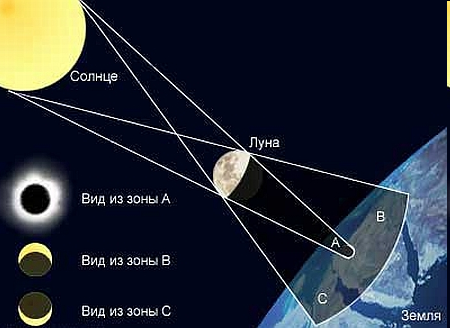 Солнце
Луна
Вид из зоны А
Вид из зоны В
Вид из зоны С
А
В
С
Земля